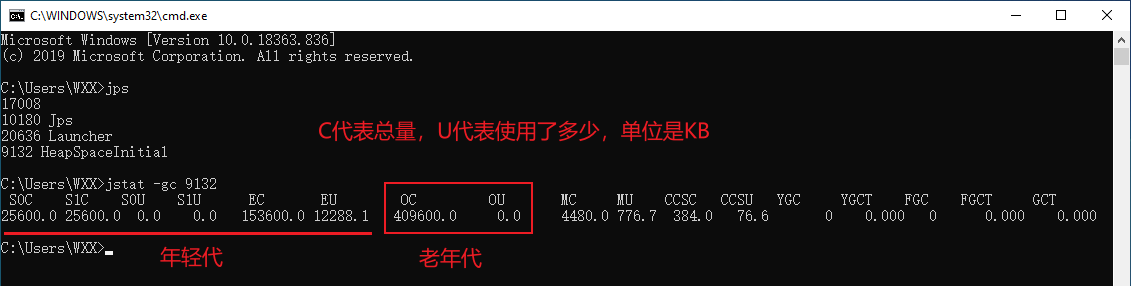 C:\WINDOWS\system32\cmd.exe
Microsoft Windows [Version 10.0.18363.836]
(c) 2019 Microsoft Corporation. All rights reserved.
C:\Users\WXX>jps
17008
10180 Jps
20636 Launcher
9132 HeapSpaceInitial
C代表总量，U代表使用了多少，单位是KB
C:\Users\WXX>jstat -gc 9132
S0C S1C S0U S1U EC EU OC OU MC MU CCSC CCSU YGC YGCT FGC FGCT GCT
25600.0 25600.0 0.0 0.0 153600.0 12288.1 409600.0 0.0 4480.0 776.7 384.0 76.6 0 0.000 0 0.000 0.000
C:\Users\WXX>
年轻代 老年代